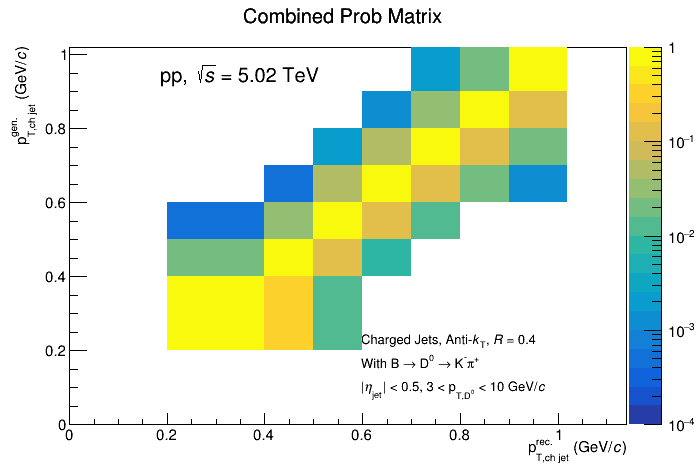 Combined Prob Matrix
p^gen._T,ch jet (GeV/c)
pp, √s = 5.02 TeV
1
0.8
0.6
0.4
0.2
0
1
10^−1
10^−2
10^−3
10^−4
Charged Jets, Anti-k_T, R = 0.4
With B → D^0 → K^-π^+
|η_jet| < 0.5, 3 < p_T,D^0 < 10 GeV/c
0 0.2 0.4 0.6 0.8 1
p^rec._T,ch jet (GeV/c)